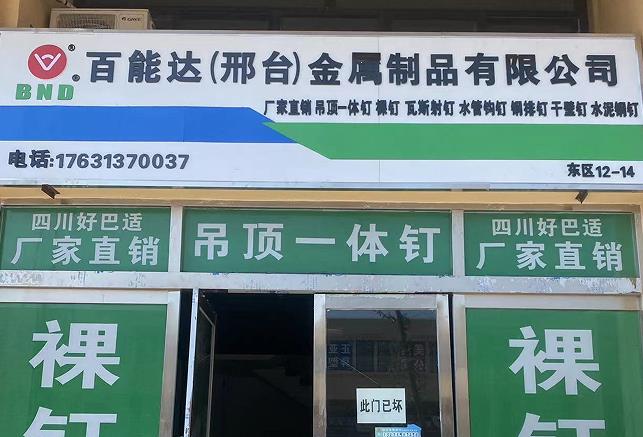 BND
百能达(邢台)金属制品有限公司
厂家直销 吊顶一体钉 裸钉 瓦斯射钉 水管钩钉 钢排钉 干壁钉 水泥钢钉
电话:17631370037
东区12-14
四川好巴适
厂家直销
吊顶一体钉
四川好巴适
厂家直销
裸钉
裸钉
此门已坏